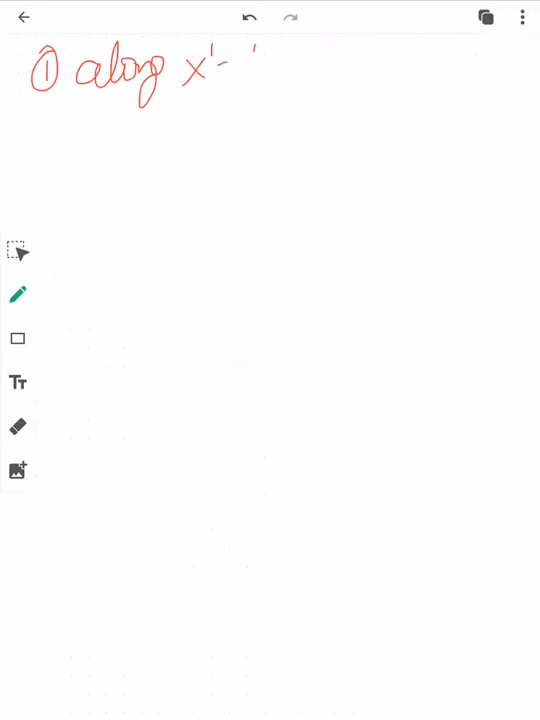 ① along x'- '